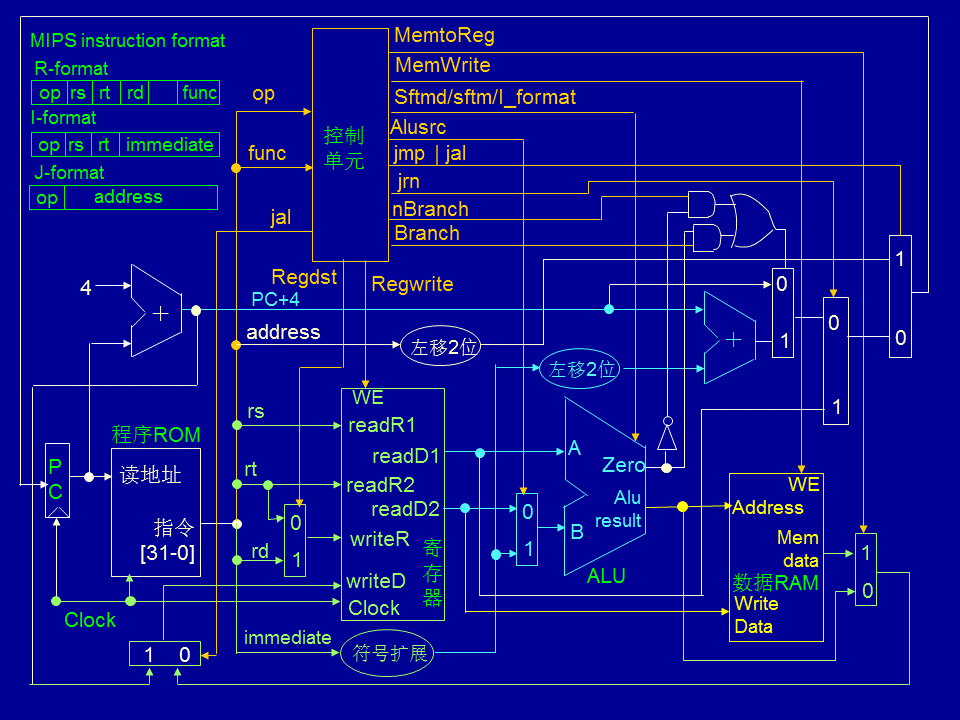 MIPS instruction format
R-format
op rs rt rd func
I-format
op rs rt immediate
J-format
op address
op
func
jal
控制
单元
MemtoReg
MemWrite
Sftmd/sftm/I_format
Alusrc
jmp | jal
jrn
nBranch
Branch
Regdst
Regwrite
4
+
PC+4
address
左移2位
左移2位
+
0
1
0
1
1
0
程序ROM
P
C
读地址
指令
[31-0]
Clock
rs
rt
rd
immediate
0
1
WE
readR1
readD1
readR2
readD2
writeR
writeD
Clock
寄
存
器
符号扩展
0
1
A
B
Zero
Alu
result
ALU
WE
Address
Mem
data
数据RAM
Write
Data
1
0
1 0